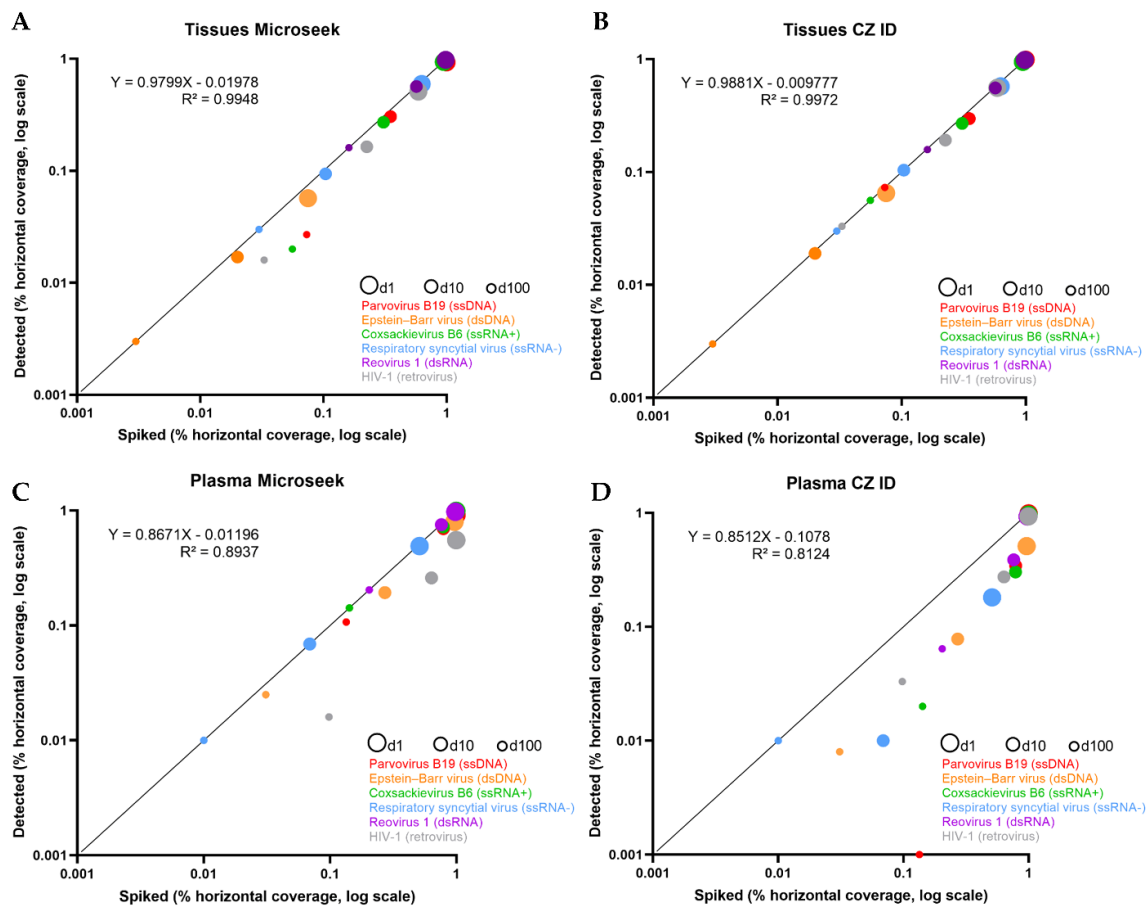 A
Tissues Microseek
Y = 0.9799X - 0.01978
R² = 0.9948
Detected (% horizontal coverage, log scale)
1
0.1
0.01
0.001
0.001
0.01
0.1
1
Spiked (% horizontal coverage, log scale)
d1
d10
d100
Parvovirus B19 (ssDNA)
Epstein–Barr virus (dsDNA)
Coxsackievirus B6 (ssRNA+)
Respiratory syncytial virus (ssRNA-)
Reovirus 1 (dsRNA)
HIV-1 (retrovirus)
B
Tissues CZ ID
Y = 0.9881X - 0.009777
R² = 0.9972
Detected (% horizontal coverage, log scale)
1
0.1
0.01
0.001
0.001
0.01
0.1
1
Spiked (% horizontal coverage, log scale)
d1
d10
d100
Parvovirus B19 (ssDNA)
Epstein–Barr virus (dsDNA)
Coxsackievirus B6 (ssRNA+)
Respiratory syncytial virus (ssRNA-)
Reovirus 1 (dsRNA)
HIV-1 (retrovirus)
C
Plasma Microseek
Y = 0.8671X - 0.01196
R² = 0.8937
Detected (% horizontal coverage, log scale)
1
0.1
0.01
0.001
0.001
0.01
0.1
1
Spiked (% horizontal coverage, log scale)
d1
d10
d100
Parvovirus B19 (ssDNA)
Epstein–Barr virus (dsDNA)
Coxsackievirus B6 (ssRNA+)
Respiratory syncytial virus (ssRNA-)
Reovirus 1 (dsRNA)
HIV-1 (retrovirus)
D
Plasma CZ ID
Y = 0.8512X - 0.1078
R² = 0.8124
Detected (% horizontal coverage, log scale)
1
0.1
0.01
0.001
0.001
0.01
0.1
1
Spiked (% horizontal coverage, log scale)
d1
d10
d100
Parvovirus B19 (ssDNA)
Epstein–Barr virus (dsDNA)
Coxsackievirus B6 (ssRNA+)
Respiratory syncytial virus (ssRNA-)
Reovirus 1 (dsRNA)
HIV-1 (retrovirus)